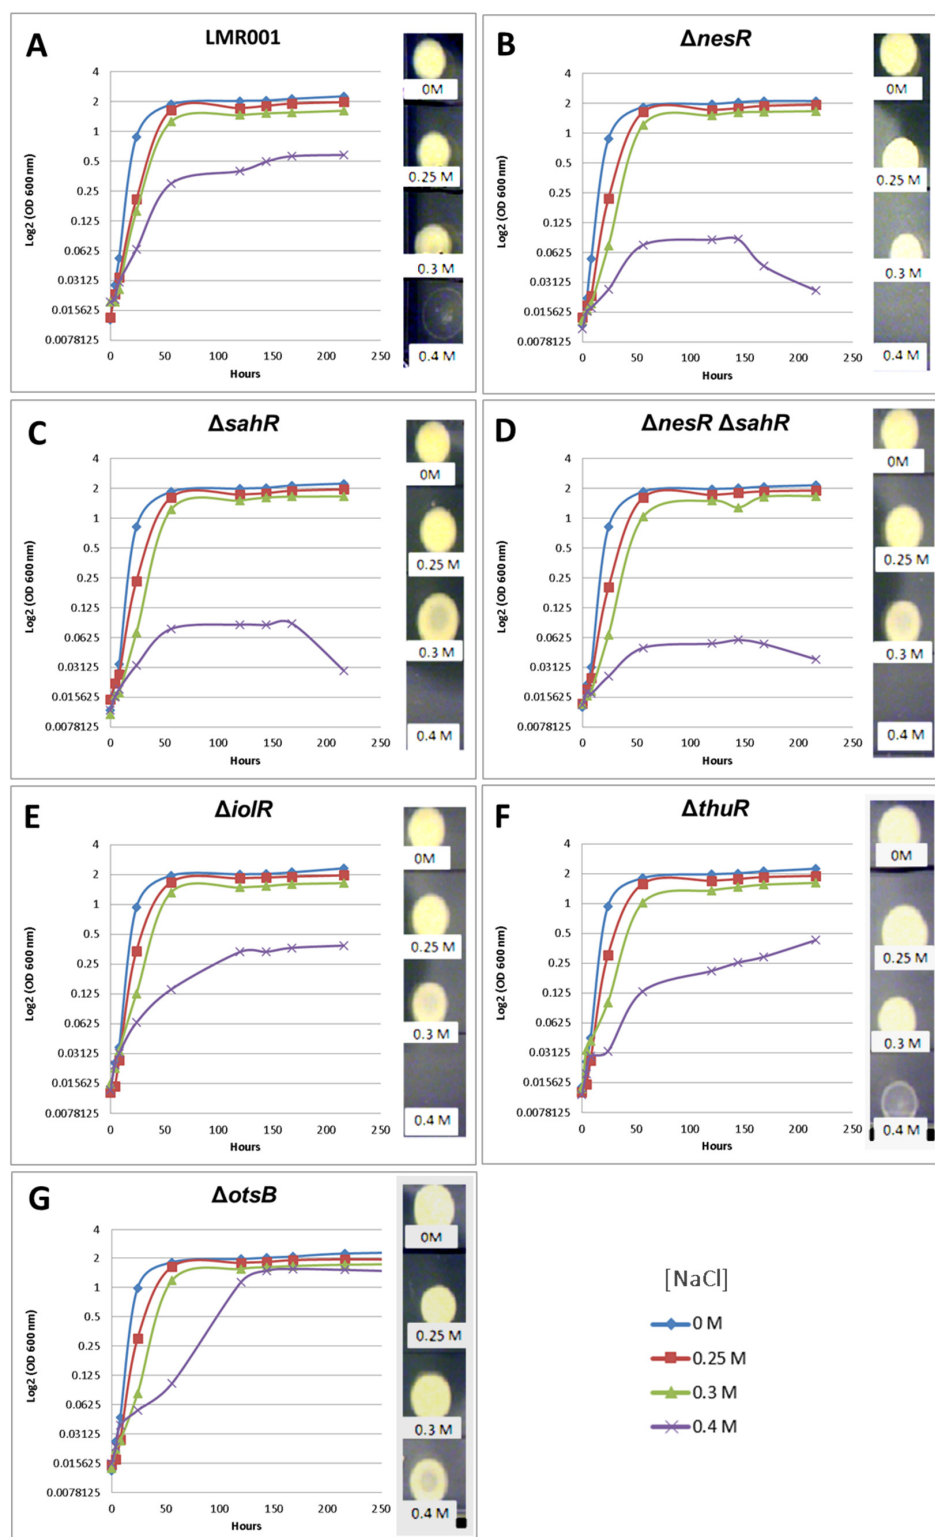 A
LMR001
4
2
1
0.5
0.25
0.125
0.0625
0.03125
0.015625
0.0078125
Log2 (OD 600 nm)
0
50
100
150
200
250
Hours
0M
0.25 M
0.3 M
0.4 M
B
ΔnesR
4
2
1
0.5
0.25
0.125
0.0625
0.03125
0.015625
0.0078125
Log2 (OD 600 nm)
0
50
100
150
200
250
Hours
0M
0.25 M
0.3 M
0.4 M
C
ΔsahR
4
2
1
0.5
0.25
0.125
0.0625
0.03125
0.015625
0.0078125
Log2 (OD 600 nm)
0
50
100
150
200
250
Hours
0M
0.25 M
0.3 M
0.4 M
D
ΔnesR ΔsahR
4
2
1
0.5
0.25
0.125
0.0625
0.03125
0.015625
0.0078125
Log2 (OD 600 nm)
0
50
100
150
200
250
Hours
0M
0.25 M
0.3 M
0.4 M
E
ΔiolR
4
2
1
0.5
0.25
0.125
0.0625
0.03125
0.015625
0.0078125
Log2 (OD 600 nm)
0
50
100
150
200
250
Hours
0M
0.25 M
0.3 M
0.4 M
F
ΔthuR
4
2
1
0.5
0.25
0.125
0.0625
0.03125
0.015625
0.0078125
Log2 (OD 600 nm)
0
50
100
150
200
250
Hours
0M
0.25 M
0.3 M
0.4 M
G
ΔotsB
4
2
1
0.5
0.25
0.125
0.0625
0.03125
0.015625
0.0078125
Log2 (OD 600 nm)
0
50
100
150
200
250
Hours
0M
0.25 M
0.3 M
0.4 M
[NaCl]
0 M
0.25 M
0.3 M
0.4 M